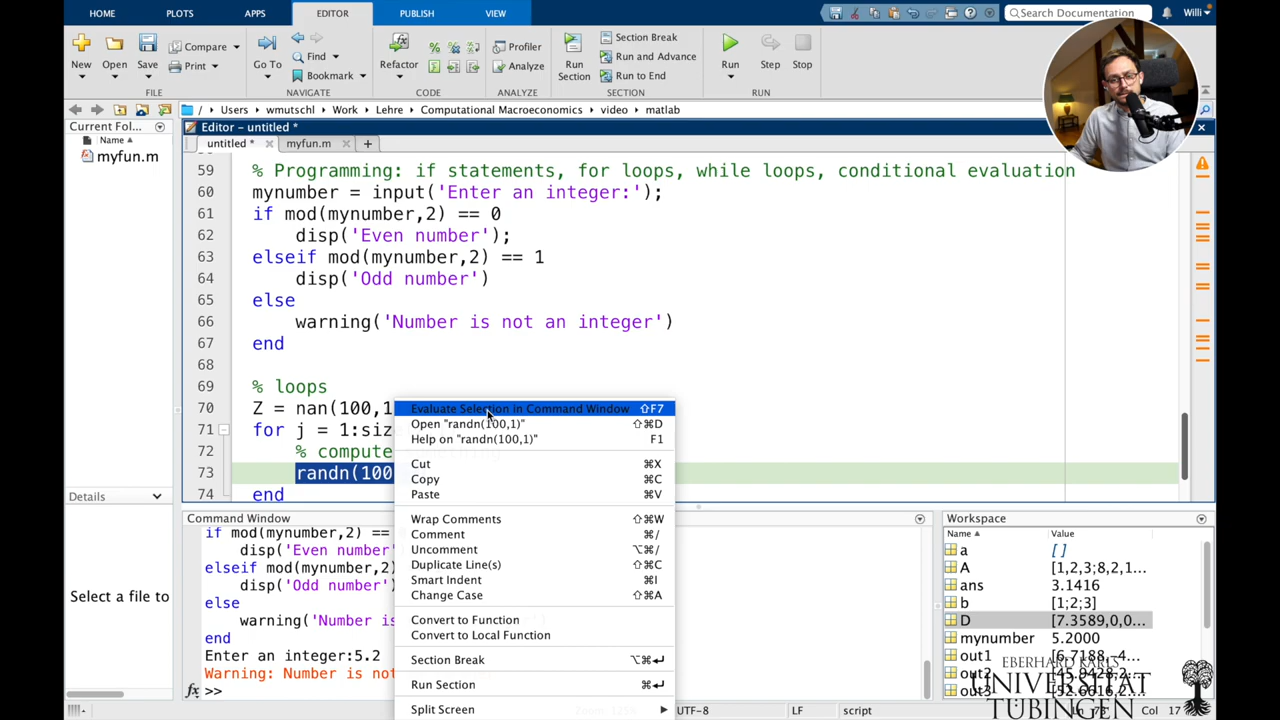 HOME PLOTS APPS EDITOR PUBLISH VIEW Search Documentation Willi
New Open Save Compare Print Go To Find Bookmark Refactor Profiler Analyze Run Section Section Break Run and Advance Run to End Run Step Stop
FILE NAVIGATE CODE ANALYZE SECTION RUN
/ Users wmutschl Work Lehre Computational Macroeconomics video matlab
Current Fol...
Name
myfun.m
Editor - untitled *
untitled * myfun.m
59 % Programming: if statements, for loops, while loops, conditional evaluation
60 mynumber = input('Enter an integer:');
61 if mod(mynumber,2) == 0
62 disp('Even number');
63 elseif mod(mynumber,2) == 1
64 disp('Odd number')
65 else
66 warning('Number is not an integer')
67 end
68
69 % loops
70 Z = nan(100,1
71 for j = 1:siz
72 % compute
73 randn(100
74 end
Evaluate Selection in Command Window ⇧F7
Open "randn(100,1)" ⇧⌘D
Help on "randn(100,1)" F1
Cut ⌘X
Copy ⌘C
Paste ⌘V
Wrap Comments ⇧⌘W
Comment ⌘/
Uncomment ⌥⌘/
Duplicate Line(s) ⇧⌘C
Smart Indent ⌘I
Change Case ⇧⌘A
Convert to Function
Convert to Local Function
Section Break ⌥⌘↩
Run Section ⌘↩
Split Screen
Details
Select a file to
Command Window
if mod(mynumber,2) ==
disp('Even number'
elseif mod(mynumber,2)
disp('Odd number')
else
warning('Number is
end
Enter an integer:5.2
Warning: Number is not
fx >>
Workspace
Name Value
a []
A [1,2,3;8,2,1...
ans 3.1416
b [1;2;3]
D [7.3589,0,0...
mynumber 5.2000
out1 [6.7188,-4...
out2 [45.9428,2...
out3 [52.6616,2...
EBERHARD KARLS
UNIVERSITÄT
TÜBINGEN
UTF-8 LF script Col 17